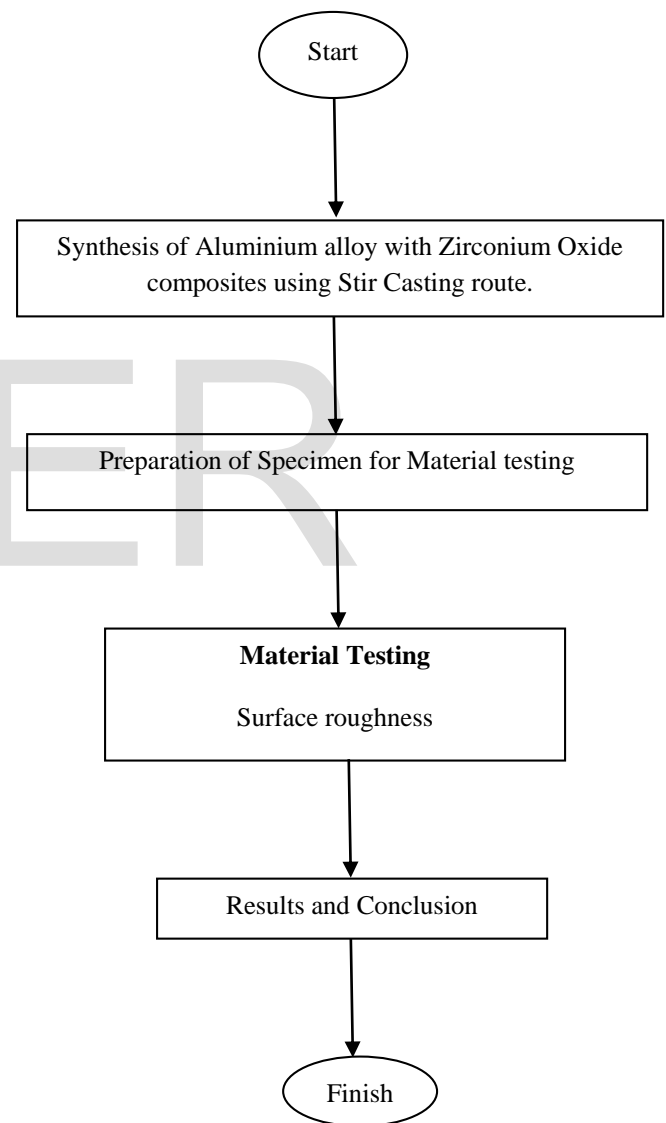 Start
Synthesis of Aluminium alloy with Zirconium Oxide
composites using Stir Casting route.
Preparation of Specimen for Material testing
ER
Material Testing
Surface roughness
Results and Conclusion
Finish